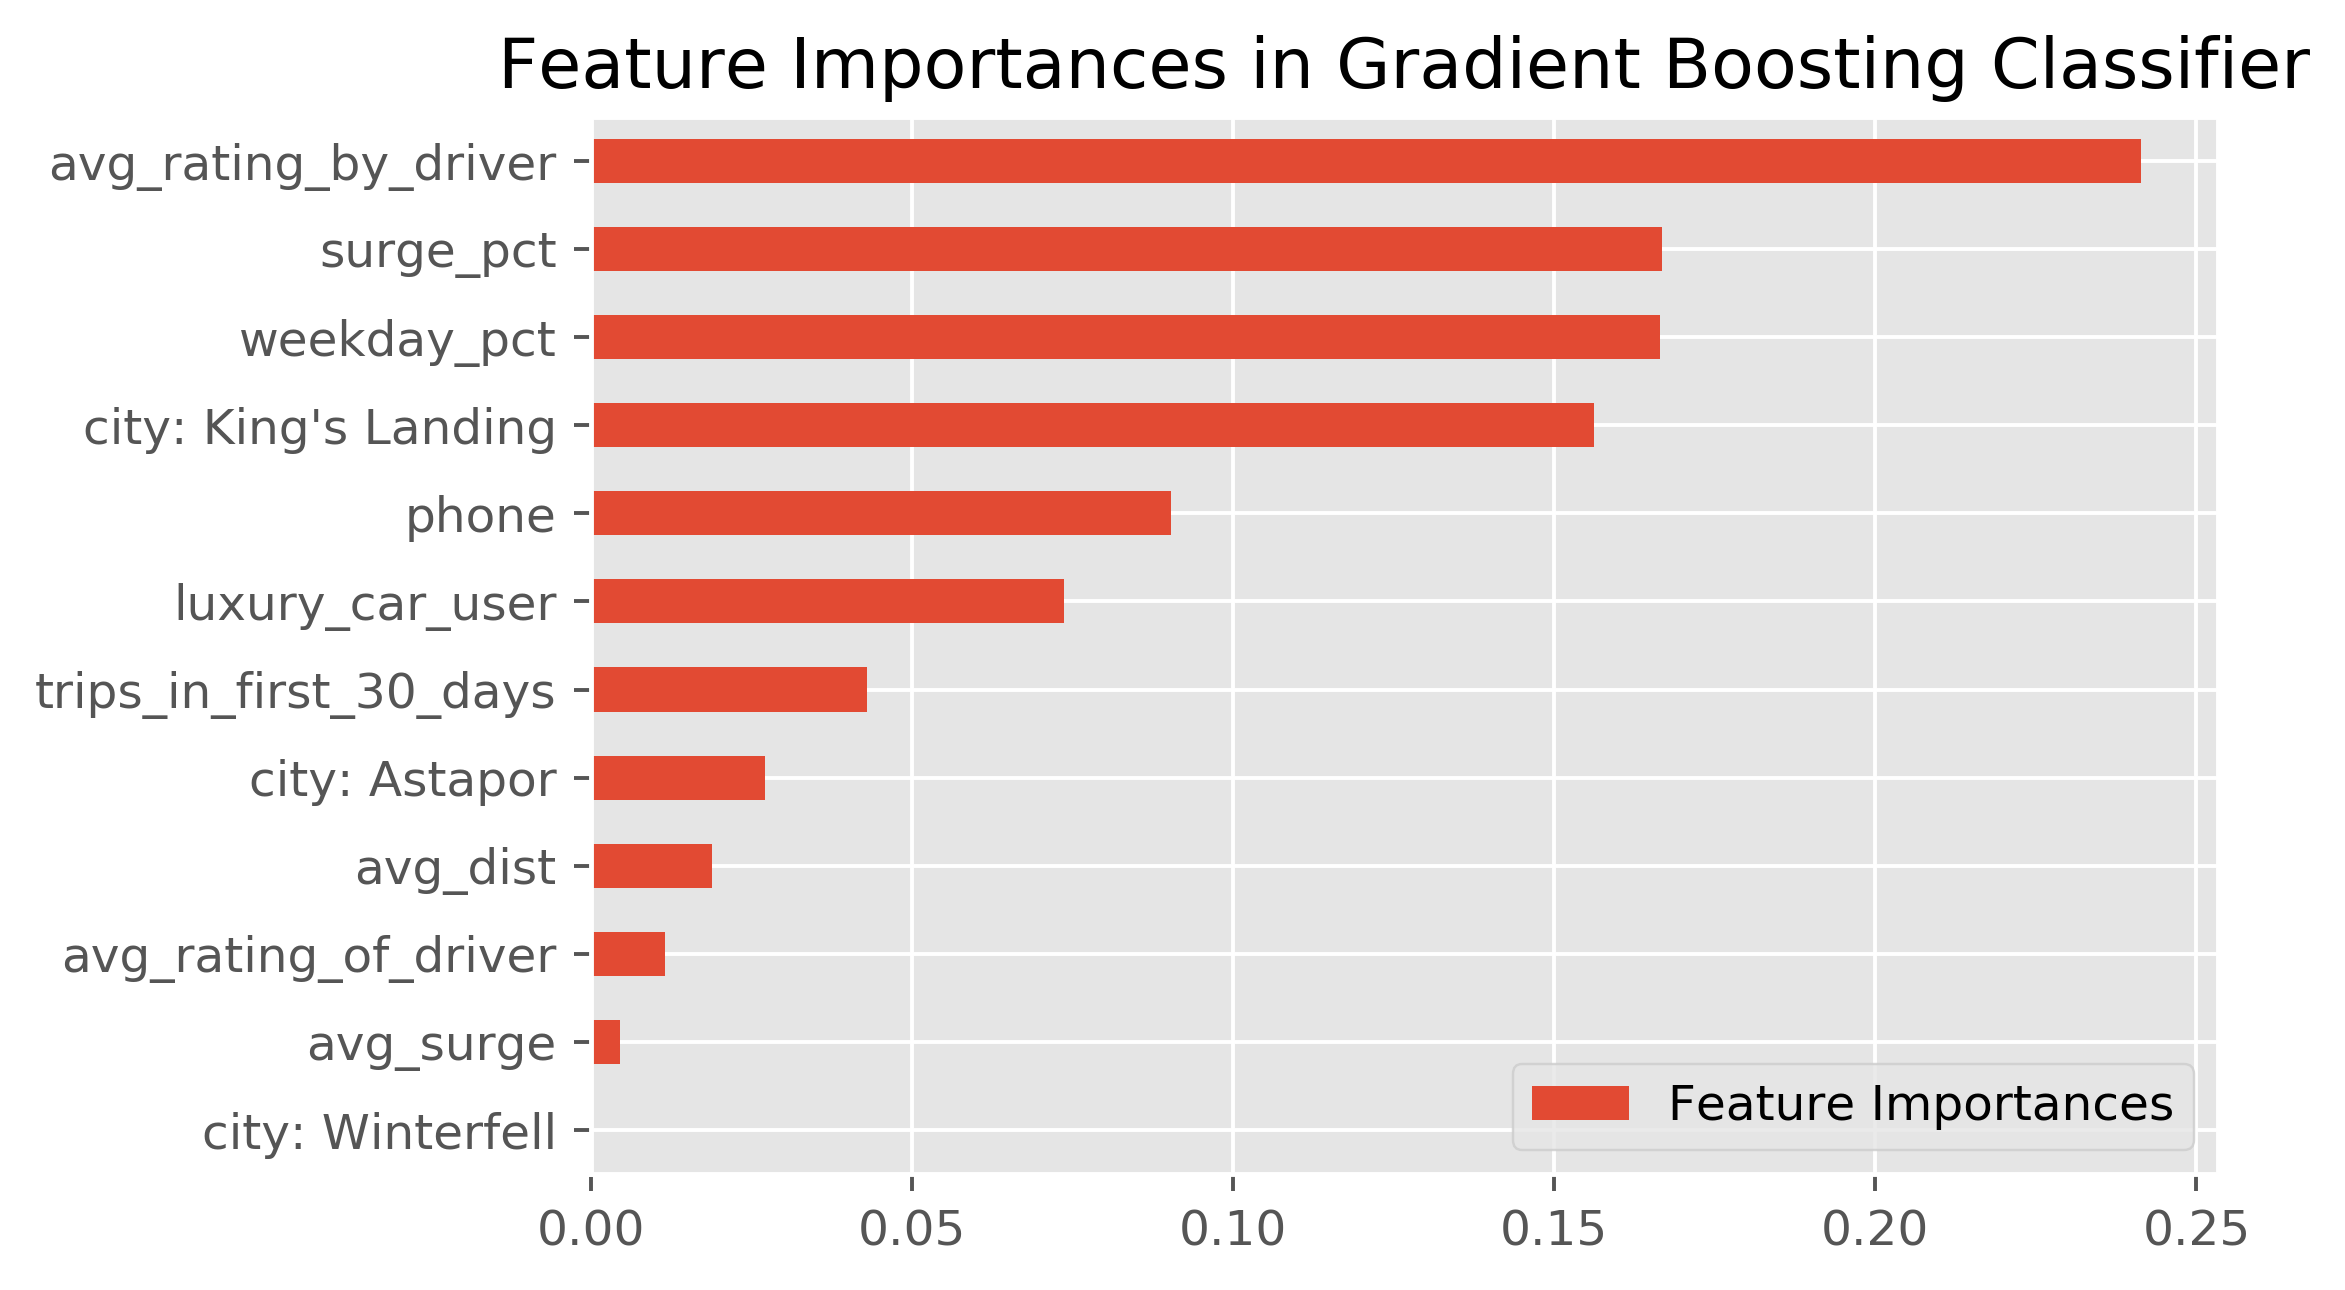 Feature Importances in Gradient Boosting Classifier
avg_rating_by_driver
surge_pct
weekday_pct
city: King's Landing
phone
luxury_car_user
trips_in_first_30_days
city: Astapor
avg_dist
avg_rating_of_driver
avg_surge
city: Winterfell
Feature Importances
0.00 0.05 0.10 0.15 0.20 0.25